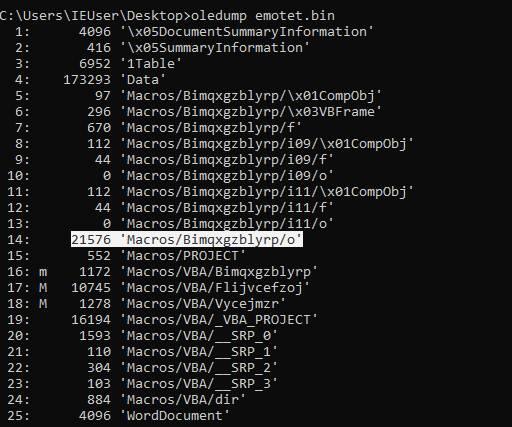 C:\Users\IEUser\Desktop>oledump emotet.bin
1: 4096 '\x05DocumentSummaryInformation'
2: 416 '\x05SummaryInformation'
3: 6952 '1Table'
4: 173293 'Data'
5: 97 'Macros/Bimqxgzblyrp/\x01CompObj'
6: 296 'Macros/Bimqxgzblyrp/\x03VBFrame'
7: 670 'Macros/Bimqxgzblyrp/f'
8: 112 'Macros/Bimqxgzblyrp/i09/\x01CompObj'
9: 44 'Macros/Bimqxgzblyrp/i09/f'
10: 0 'Macros/Bimqxgzblyrp/i09/o'
11: 112 'Macros/Bimqxgzblyrp/i11/\x01CompObj'
12: 44 'Macros/Bimqxgzblyrp/i11/f'
13: 0 'Macros/Bimqxgzblyrp/i11/o'
14: 21576 'Macros/Bimqxgzblyrp/o'
15: 552 'Macros/PROJECT'
16: m 1172 'Macros/VBA/Bimqxgzblyrp'
17: M 10745 'Macros/VBA/Flijvcefzoj'
18: M 1278 'Macros/VBA/Vycejmzr'
19: 16194 'Macros/VBA/_VBA_PROJECT'
20: 1593 'Macros/VBA/__SRP_0'
21: 110 'Macros/VBA/__SRP_1'
22: 304 'Macros/VBA/__SRP_2'
23: 103 'Macros/VBA/__SRP_3'
24: 884 'Macros/VBA/dir'
25: 4096 'WordDocument'